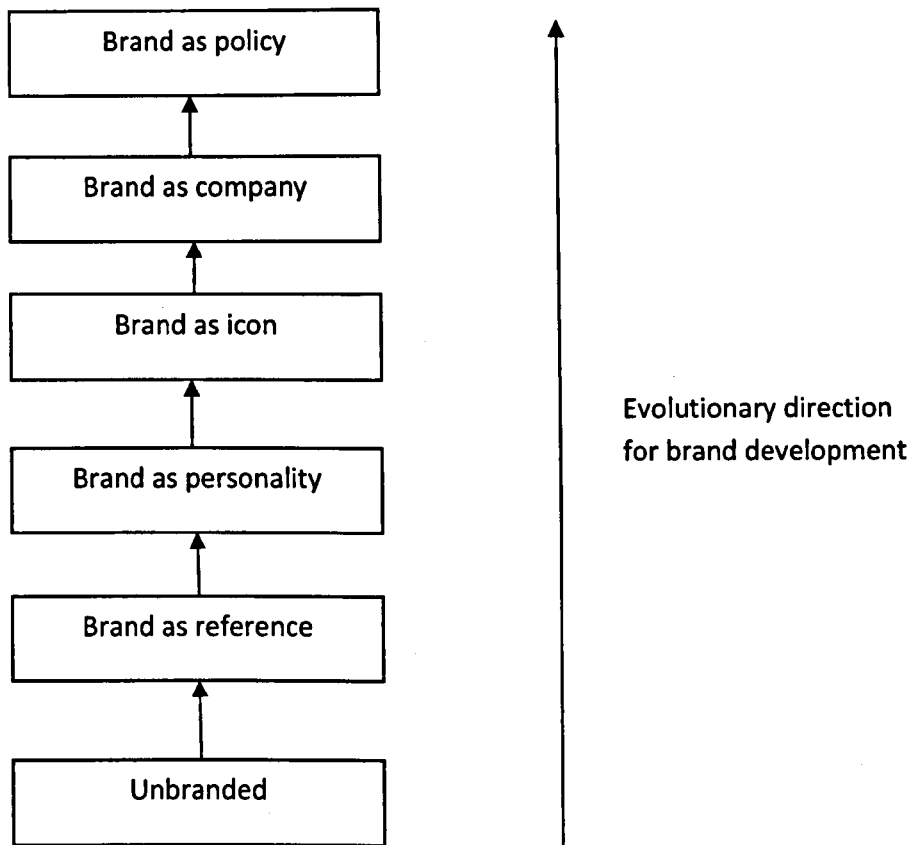 Brand as policy
Brand as company
Brand as icon
Brand as personality
Brand as reference
Unbranded
Evolutionary direction
for brand development